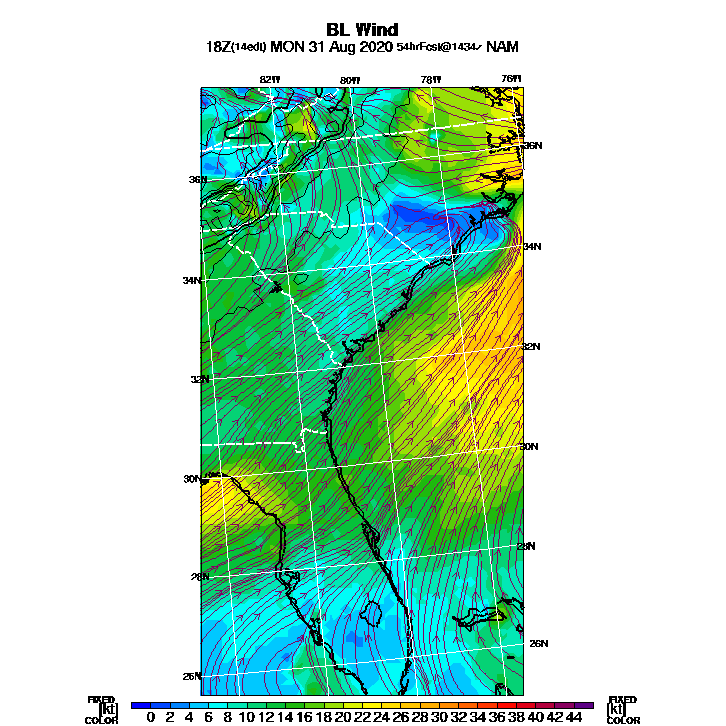 BL Wind
18Z(14edt) MON 31 Aug 2020 54hrFcst@1434z NAM
82W 80W 78W 76W
36N
36N
34N
34N
32N
32N
30N
30N
28N
28N
26N
26N
FIXED FIXED
[kt] 0 2 4 6 8 10 12 14 16 18 20 22 24 26 28 30 32 34 36 38 40 42 44 [kt]
COLOR COLOR